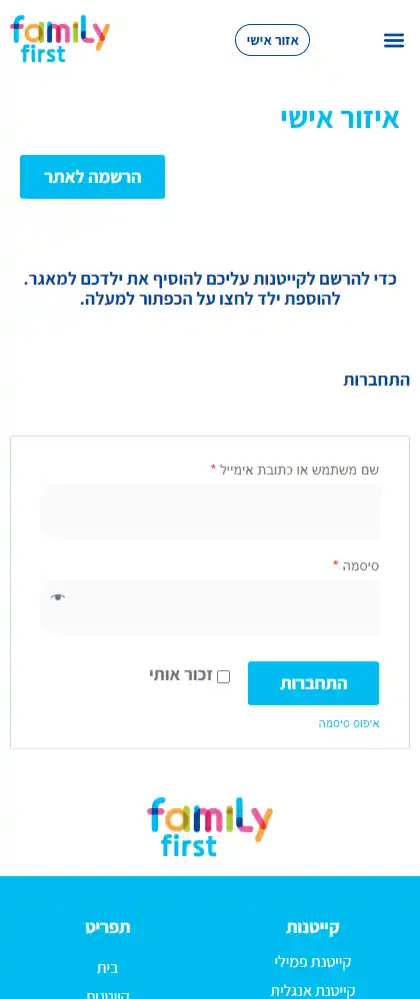 family
first
אזור אישי
איזור אישי
הרשמה לאתר
כדי להרשם לקייטנות עליכם להוסיף את ילדכם למאגר.
להוספת ילד לחצו על הכפתור למעלה.
התחברות
שם משתמש או כתובת אימייל *
סיסמה *
התחברות
זכור אותי
איפוס סיסמה
family
first
קייטנות
קייטנת פמילי
קייטנת אנגלית
תפריט
בית
קייטנות